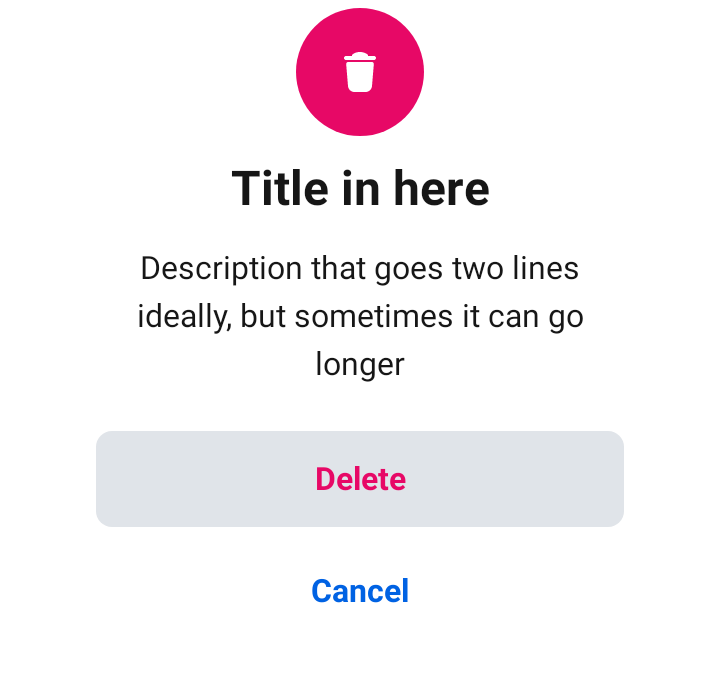 Title in here
Description that goes two lines
ideally, but sometimes it can go
longer
Delete
Cancel